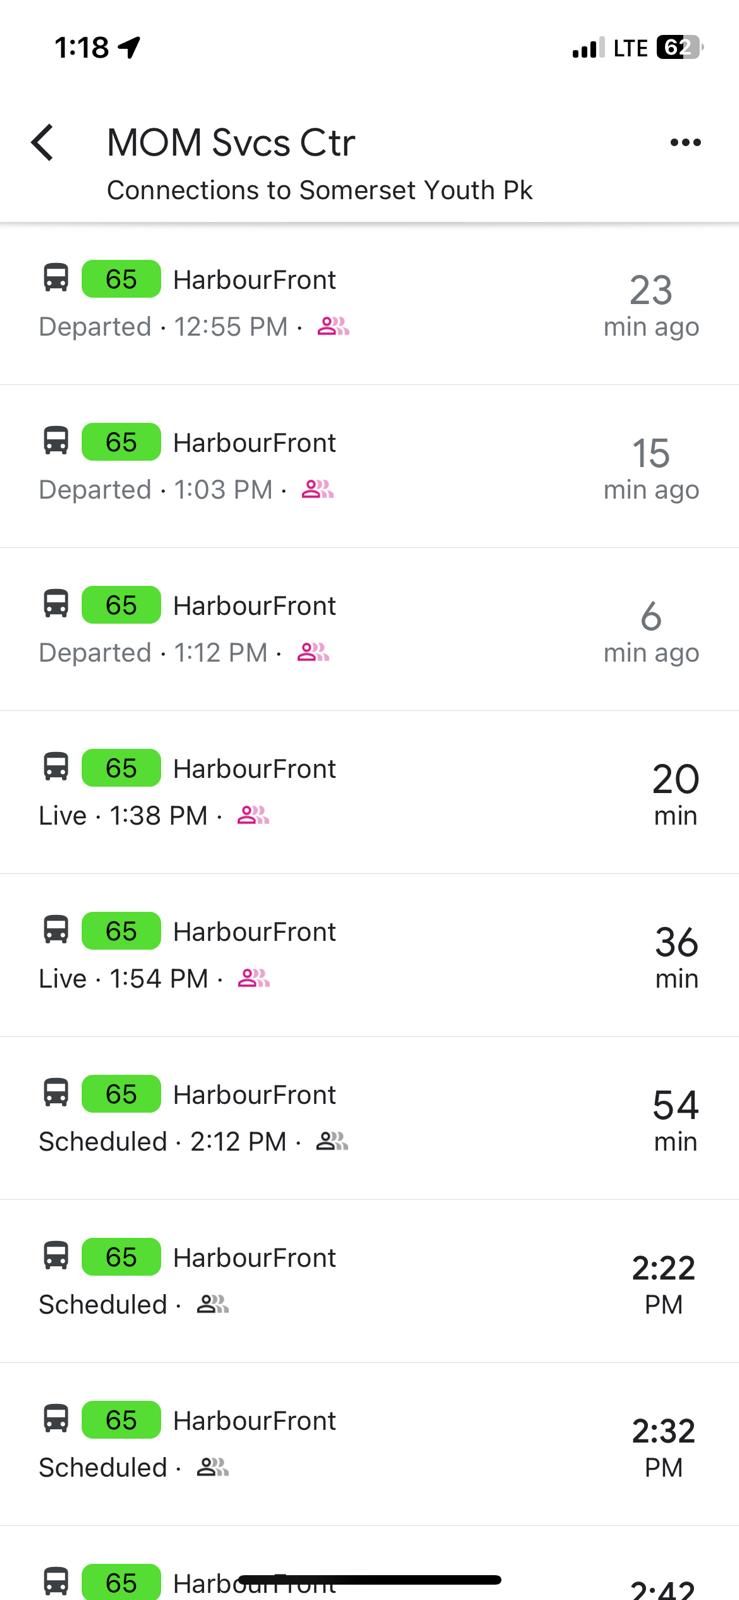 1:18 LTE 62
MOM Svcs Ctr
Connections to Somerset Youth Pk
65 HarbourFront
Departed · 12:55 PM ·
23
min ago
65 HarbourFront
Departed · 1:03 PM ·
15
min ago
65 HarbourFront
Departed · 1:12 PM ·
6
min ago
65 HarbourFront
Live · 1:38 PM ·
20
min
65 HarbourFront
Live · 1:54 PM ·
36
min
65 HarbourFront
Scheduled · 2:12 PM ·
54
min
65 HarbourFront
Scheduled ·
2:22
PM
65 HarbourFront
Scheduled ·
2:32
PM
65 HarbourFront
2:42